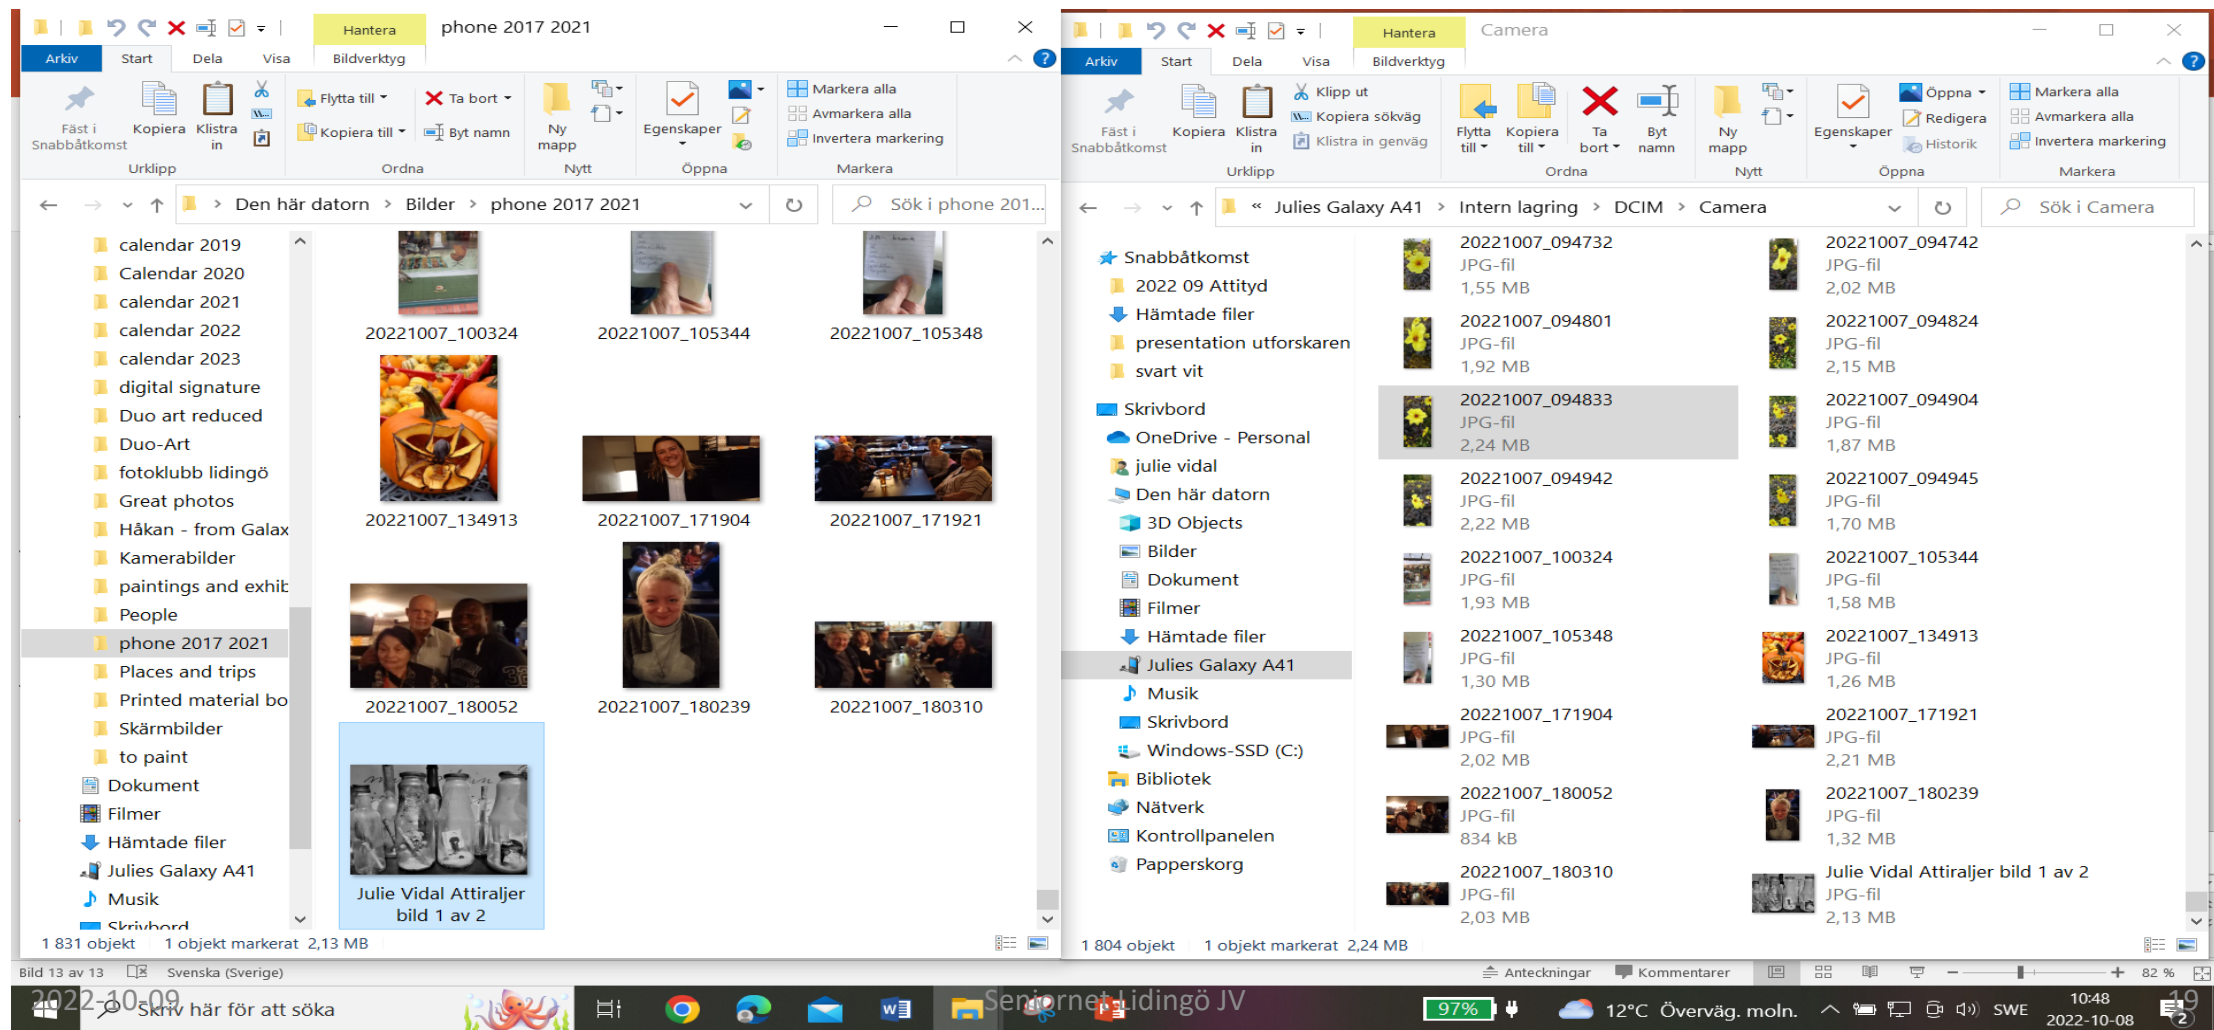 Hantera
phone 2017 2021
Arkiv
Start
Dela
Visa
Bildverktyg
Fäst i
Snabbåtkomst
Kopiera
Klistra
in
Urklipp
Flytta till
Kopiera till
Ta bort
Byt namn
Ordna
Ny
mapp
Nytt
Egenskaper
Öppna
Markera alla
Avmarkera alla
Invertera markering
Markera
Den här datorn > Bilder > phone 2017 2021
Sök i phone 201...
calendar 2019
Calendar 2020
calendar 2021
calendar 2022
calendar 2023
digital signature
Duo art reduced
Duo-Art
fotoklubb lidingö
Great photos
Håkan - from Galax
Kamerabilder
paintings and exhib
People
phone 2017 2021
Places and trips
Printed material bo
Skärmbilder
to paint
Dokument
Filmer
Hämtade filer
Julies Galaxy A41
Musik
Skrivbord
20221007_100324
20221007_105344
20221007_105348
20221007_134913
20221007_171904
20221007_171921
20221007_180052
20221007_180239
20221007_180310
Julie Vidal Attiraljer
bild 1 av 2
1 831 objekt
1 objekt markerat 2,13 MB
Hantera
Camera
Arkiv
Start
Dela
Visa
Bildverktyg
Fäst i
Snabbåtkomst
Kopiera
Klistra
in
Klipp ut
Kopiera sökväg
Klistra in genväg
Urklipp
Flytta
till
Kopiera
till
Ta
bort
Byt
namn
Ordna
Ny
mapp
Nytt
Egenskaper
Öppna
Redigera
Historik
Öppna
Markera alla
Avmarkera alla
Invertera markering
Markera
« Julies Galaxy A41 > Intern lagring > DCIM > Camera
Sök i Camera
Snabbåtkomst
2022 09 Attityd
Hämtade filer
presentation utforskaren
svart vit
Skrivbord
OneDrive - Personal
julie vidal
Den här datorn
3D Objects
Bilder
Dokument
Filmer
Hämtade filer
Julies Galaxy A41
Musik
Skrivbord
Windows-SSD (C:)
Bibliotek
Nätverk
Kontrollpanelen
Papperskorg
20221007_094732
JPG-fil
1,55 MB
20221007_094742
JPG-fil
2,02 MB
20221007_094801
JPG-fil
1,92 MB
20221007_094824
JPG-fil
2,15 MB
20221007_094833
JPG-fil
2,24 MB
20221007_094904
JPG-fil
1,87 MB
20221007_094942
JPG-fil
2,22 MB
20221007_094945
JPG-fil
1,70 MB
20221007_100324
JPG-fil
1,93 MB
20221007_105344
JPG-fil
1,58 MB
20221007_105348
JPG-fil
1,30 MB
20221007_134913
JPG-fil
1,26 MB
20221007_171904
JPG-fil
2,02 MB
20221007_171921
JPG-fil
2,21 MB
20221007_180052
JPG-fil
834 kB
20221007_180239
JPG-fil
1,32 MB
20221007_180310
JPG-fil
2,03 MB
Julie Vidal Attiraljer bild 1 av 2
JPG-fil
2,13 MB
1 804 objekt
1 objekt markerat 2,24 MB
Bild 13 av 13
Svenska (Sverige)
Anteckningar
Kommentarer
82 %
2022-10-09
Skriv här för att söka
Seniornet Lidingö JV
97%
12°C Överväg. moln.
SWE
10:48
2022-10-08
19
2